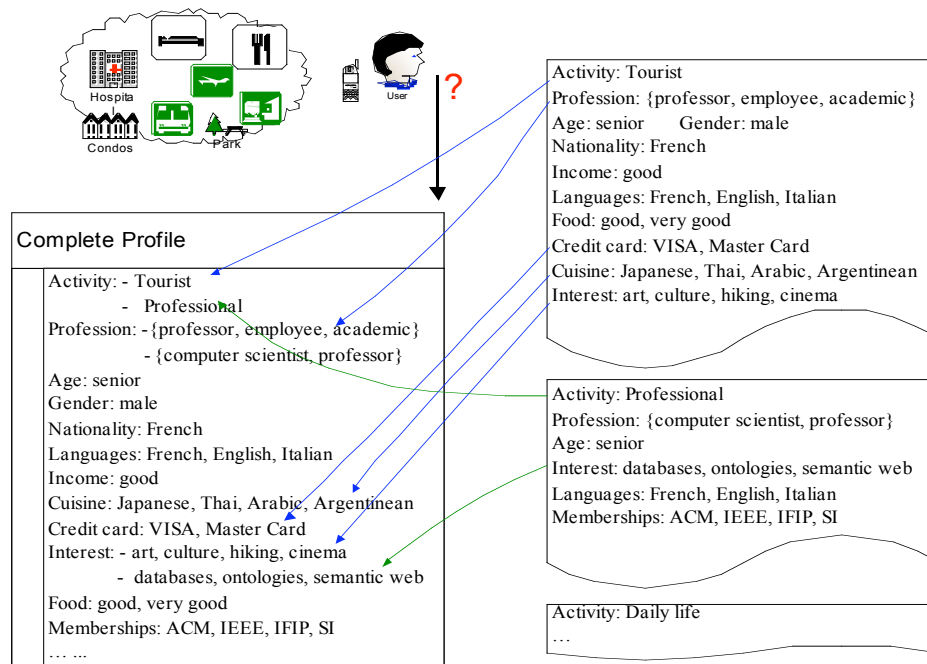 Hospita
l
Condos
Park
User
?
Complete Profile
Activity: - Tourist
- Professional
Profession: -{professor, employee, academic}
- {computer scientist, professor}
Age: senior
Gender: male
Nationality: French
Languages: French, English, Italian
Income: good
Cuisine: Japanese, Thai, Arabic, Argentinean
Credit card: VISA, Master Card
Interest: - art, culture, hiking, cinema
- databases, ontologies, semantic web
Food: good, very good
Memberships: ACM, IEEE, IFIP, SI
… ...
Activity: Tourist
Profession: {professor, employee, academic}
Age: senior Gender: male
Nationality: French
Income: good
Languages: French, English, Italian
Food: good, very good
Credit card: VISA, Master Card
Cuisine: Japanese, Thai, Arabic, Argentinean
Interest: art, culture, hiking, cinema
Activity: Professional
Profession: {computer scientist, professor}
Age: senior
Interest: databases, ontologies, semantic web
Languages: French, English, Italian
Memberships: ACM, IEEE, IFIP, SI
Activity: Daily life
…